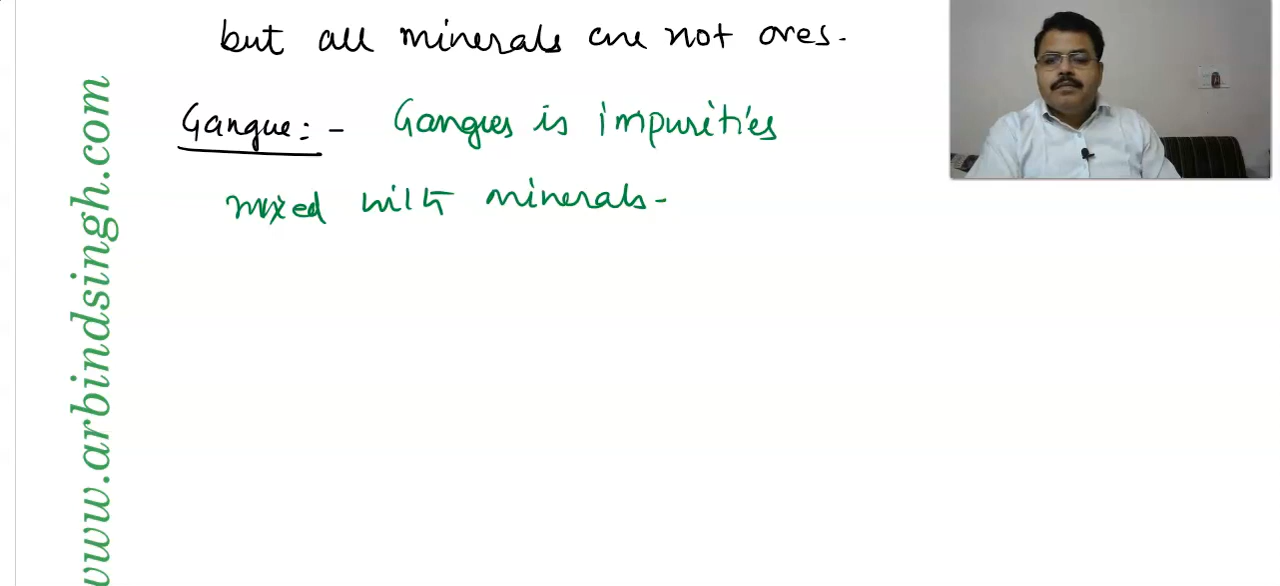 but all minerals are not ores.
Gangue:- Gangues is impurities
mixed with minerals-
www.arbindsingh.com